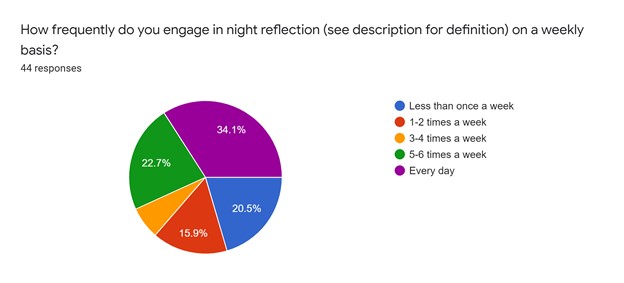 How frequently do you engage in night reflection (see description for definition) on a weekly
basis?
44 responses
34.1%
22.7%
20.5%
15.9%
Less than once a week
1-2 times a week
3-4 times a week
5-6 times a week
Every day